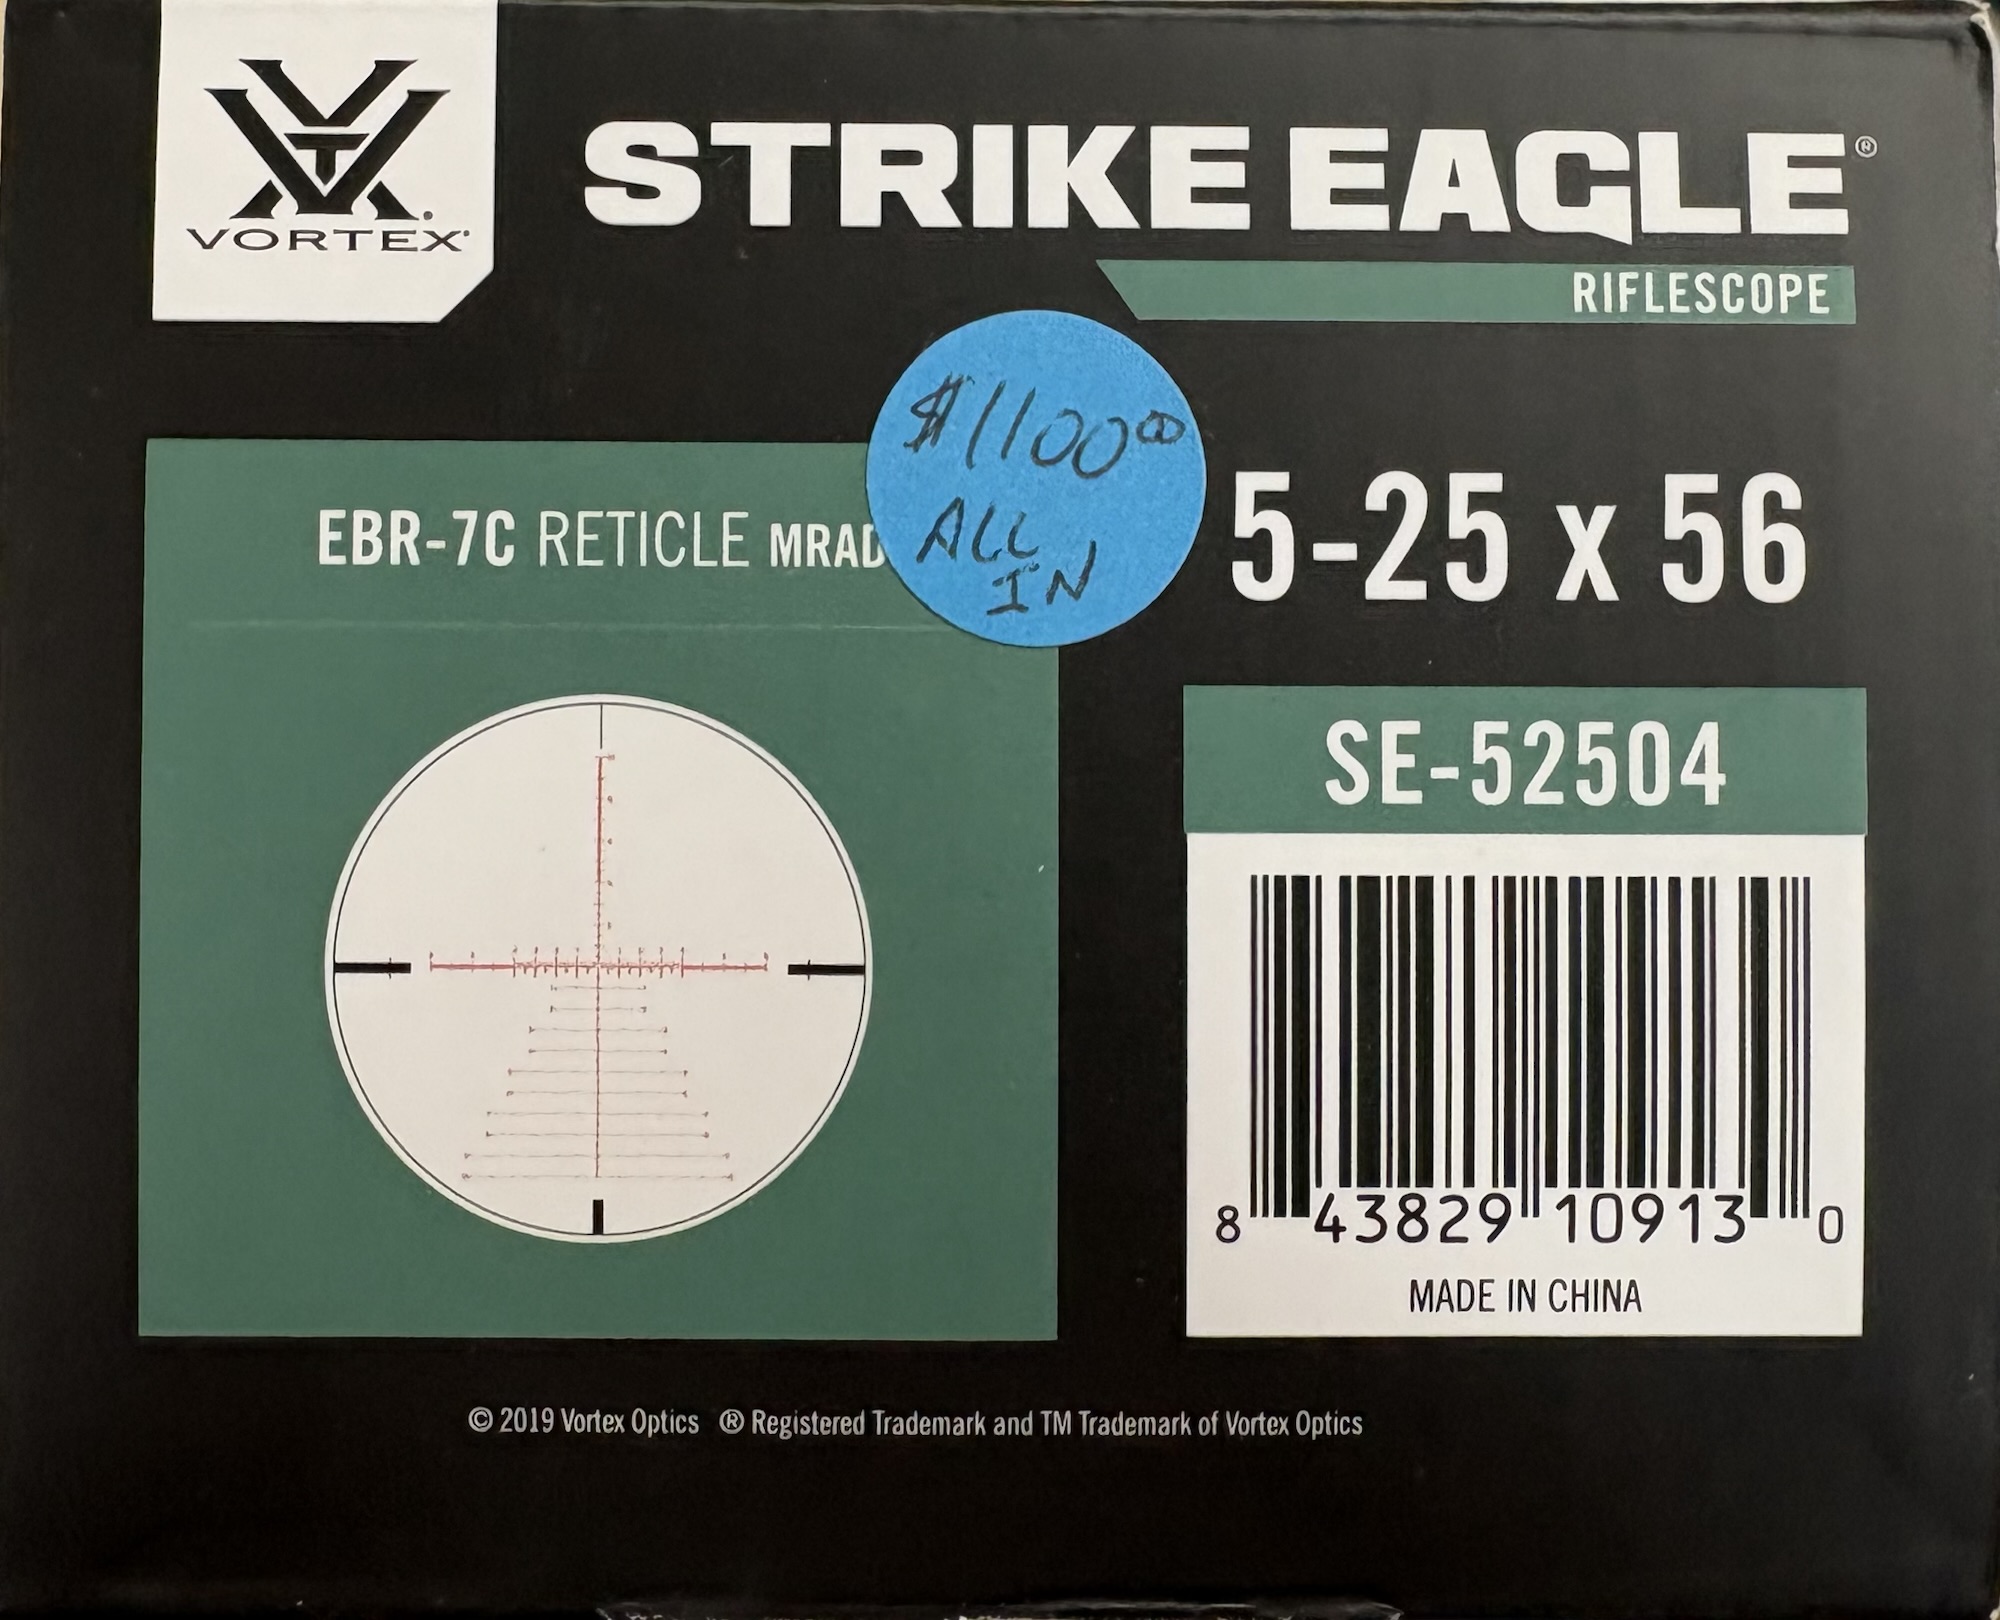 VORTEX®
STRIKE EAGLE®
RIFLESCOPE
$1100.00
ALL
IN
EBR-7C RETICLE MRAD
5-25 x 56
SE-52504
8 43829 10913 0
MADE IN CHINA
© 2019 Vortex Optics ® Registered Trademark and TM Trademark of Vortex Optics